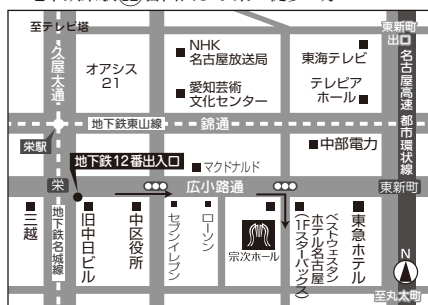 至テレビ塔
久屋大通
オアシス
21
NHK
名古屋放送局
愛知芸術
文化センター
東海テレビ
テレピア
ホール
東新町
出口
名古屋高速 都市環状線
地下鉄東山線
錦通
栄駅
中部電力
地下鉄12番出入口
マクドナルド
栄
広小路通
東新町
三越
地下鉄名城線
旧中日ビル
中区役所
セブンイレブン
ローソン
宗次ホール
ベストウェスタン
ホテル名古屋
(1Fスターバックス)
東急ホテル
N
至丸太町